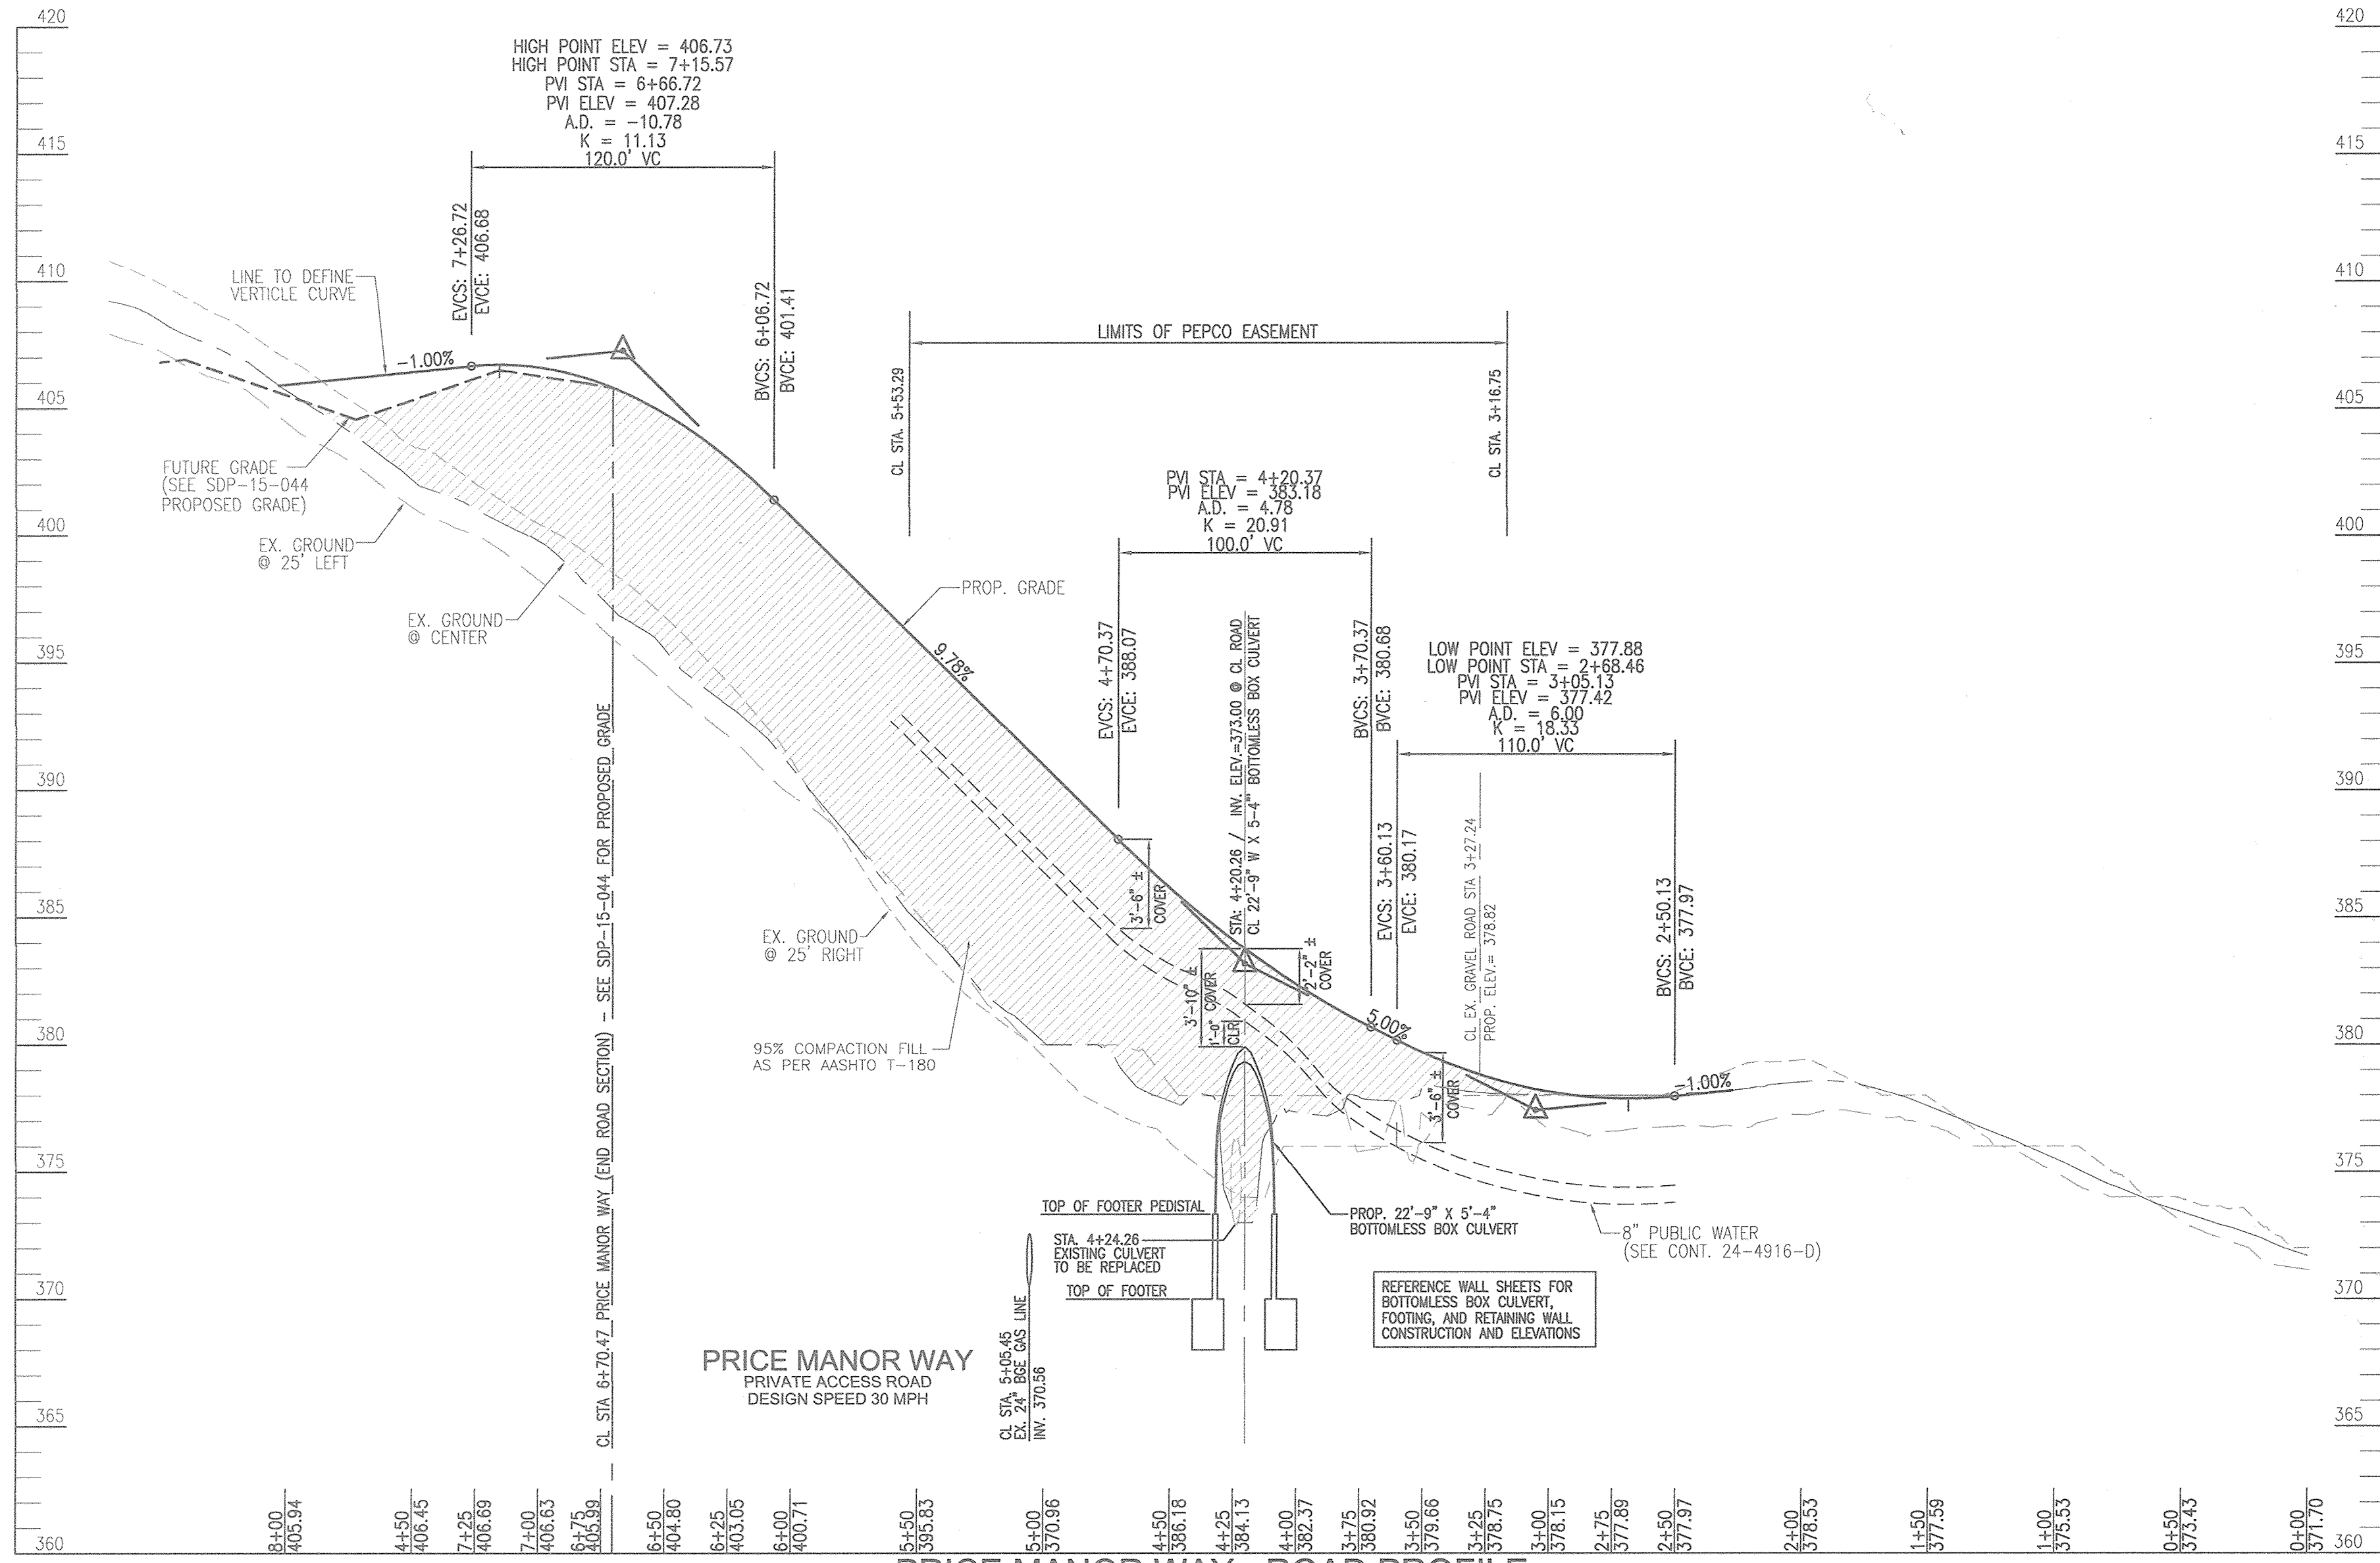 420
415
410
405
400
395
390
385
380
375
370
365
360
HIGH POINT ELEV = 406.73
HIGH POINT STA = 7+15.57
PVI STA = 6+66.72
PVI ELEV = 407.28
A.D. = -10.78
K = 11.13
120.0' VC
EVCS: 7+26.72
EVCE: 406.68
BVCS: 6+06.72
BVCE: 401.41
LINE TO DEFINE
VERTICLE CURVE
-1.00%
FUTURE GRADE
(SEE SDP-15-044
PROPOSED GRADE)
EX. GROUND
@ 25' LEFT
EX. GROUND
@ CENTER
CL STA 6+70.47 PRICE MANOR WAY (END ROAD SECTION) - SEE SDP-15-044 FOR PROPOSED GRADE
LIMITS OF PEPCO EASEMENT
CL STA. 5+53.29
CL STA. 3+16.75
PROP. GRADE
9.78%
PVI STA = 4+20.37
PVI ELEV = 383.18
A.D. = 4.78
K = 20.91
100.0' VC
EVCS: 4+70.37
EVCE: 388.07
STA: 4+20.26 / INV. ELEV.=373.00 @ CL ROAD
CL 22'-9" W X 5-4'" BOTTOMLESS BOX CULVERT
BVCS: 3+70.37
BVCE: 380.68
LOW POINT ELEV = 377.88
LOW POINT STA = 2+68.46
PVI STA = 3+05.13
PVI ELEV = 377.42
A.D. = 6.00
K = 18.33
110.0' VC
EVCS: 3+60.13
EVCE: 380.17
CL EX. GRAVEL ROAD STA 3+27.24
PROP. ELEV.= 378.82
BVCS: 2+50.13
BVCE: 377.97
3'-6" ±
COVER
3'-10" ±
COVER
1'-0"
CLR
2'-2" ±
COVER
5.00%
3'-6" ±
COVER
-1.00%
EX. GROUND
@ 25' RIGHT
95% COMPACTION FILL
AS PER AASHTO T-180
TOP OF FOOTER PEDISTAL
STA. 4+24.26
EXISTING CULVERT
TO BE REPLACED
TOP OF FOOTER
PROP. 22'-9" X 5'-4"
BOTTOMLESS BOX CULVERT
8" PUBLIC WATER
(SEE CONT. 24-4916-D)
REFERENCE WALL SHEETS FOR
BOTTOMLESS BOX CULVERT,
FOOTING, AND RETAINING WALL
CONSTRUCTION AND ELEVATIONS
CL STA. 5+05.45
EX. 24" BGE GAS LINE
INV. 370.56
PRICE MANOR WAY
PRIVATE ACCESS ROAD
DESIGN SPEED 30 MPH
420
415
410
405
400
395
390
385
380
375
370
365
360
8+00
405.94
4+50
406.45
7+25
406.69
7+00
406.63
6+75
405.99
6+50
404.80
6+25
403.05
6+00
400.71
5+50
395.83
5+00
370.96
4+50
386.18
4+25
384.13
4+00
382.37
3+75
380.92
3+50
379.66
3+25
378.75
3+00
378.15
2+75
377.89
2+50
377.97
2+00
378.53
1+50
377.59
1+00
375.53
0+50
373.43
0+00
371.70
PRICE MANOR WAY - ROAD PROFILE